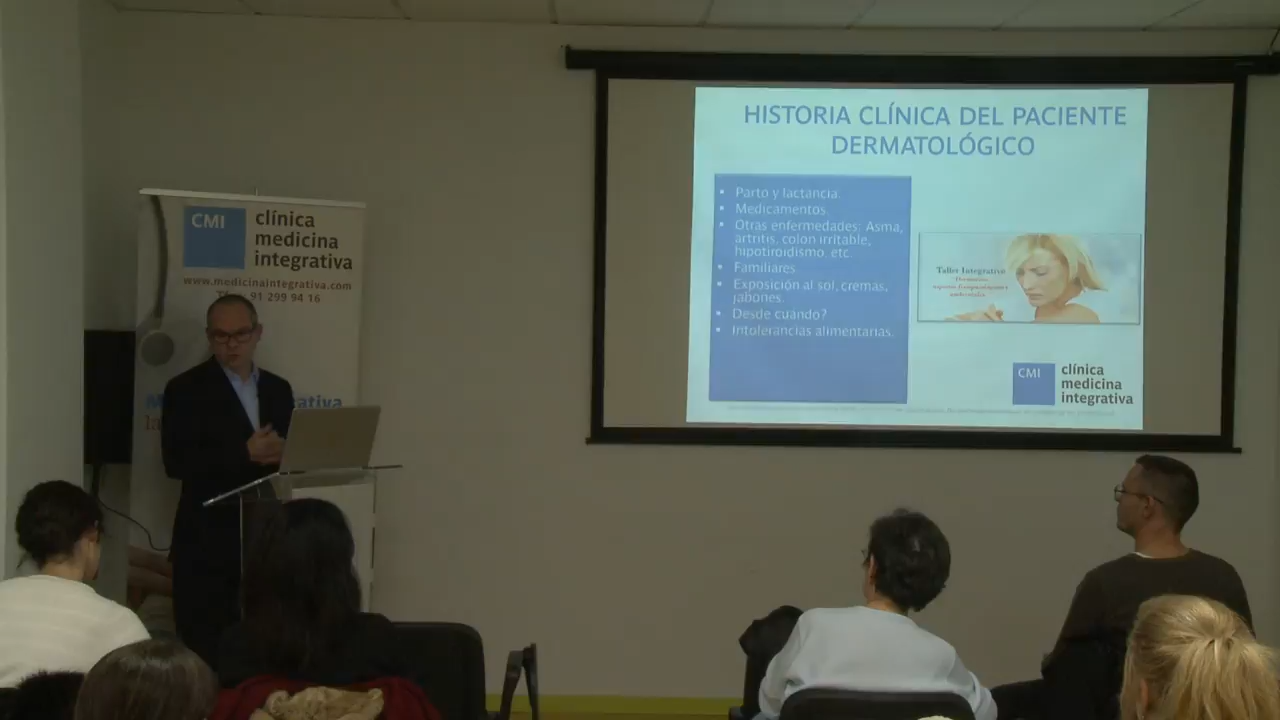 HISTORIA CLÍNICA DEL PACIENTE
DERMATOLÓGICO
• Parto y lactancia.
• Medicamentos
• Otras enfermedades: Asma,
artritis, colon irritable,
hipotiroidismo, etc.
• Familiares
• Exposición al sol, cremas,
jabones.
• Desde cuándo?
• Intolerancias alimentarias.
Taller Integrativo
CMI
clínica
medicina
integrativa
CMI
clínica
medicina
integrativa
www.medicinaintegrativa.com
91 299 94 16